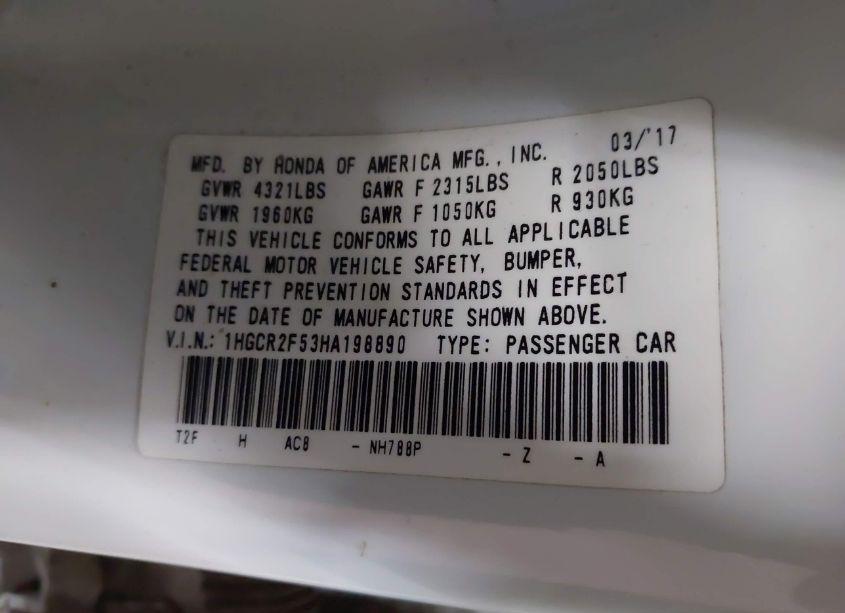 MFD. BY HONDA OF AMERICA MFG., INC. 03/'17
GVWR 4321LBS GAWR F 2315LBS R 2050LBS
GVWR 1960KG GAWR F 1050KG R 930KG
THIS VEHICLE CONFORMS TO ALL APPLICABLE
FEDERAL MOTOR VEHICLE SAFETY, BUMPER,
AND THEFT PREVENTION STANDARDS IN EFFECT
ON THE DATE OF MANUFACTURE SHOWN ABOVE.
V.I.N.: 1HGCR2F53HA198890 TYPE: PASSENGER CAR
T2F H AC8 - NH788P - Z - A